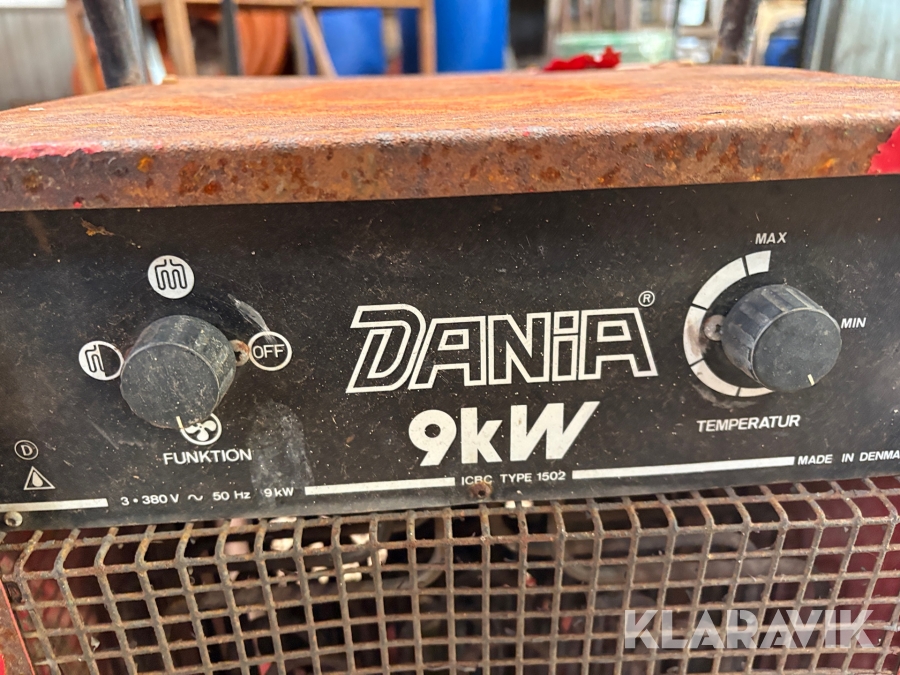 MAX
DANIA®
OFF
MIN
9kW
TEMPERATUR
FUNKTION
D
3 • 380 V ~ 50 Hz 9 kW
ICBC TYPE 1502
MADE IN DENMA
KLARAVIK